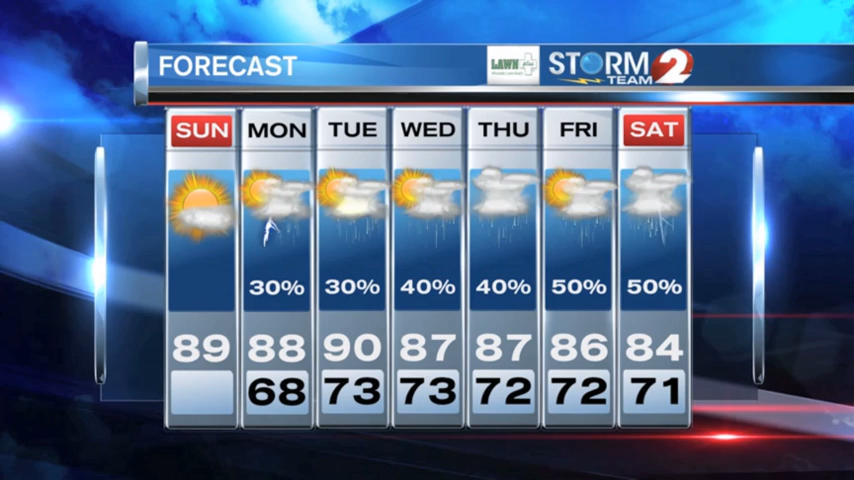 FORECAST
LAWN
STORM
TEAM 2
SUN MON TUE WED THU FRI SAT
30% 30% 40% 40% 50% 50%
89 88 90 87 87 86 84
68 73 73 72 72 71